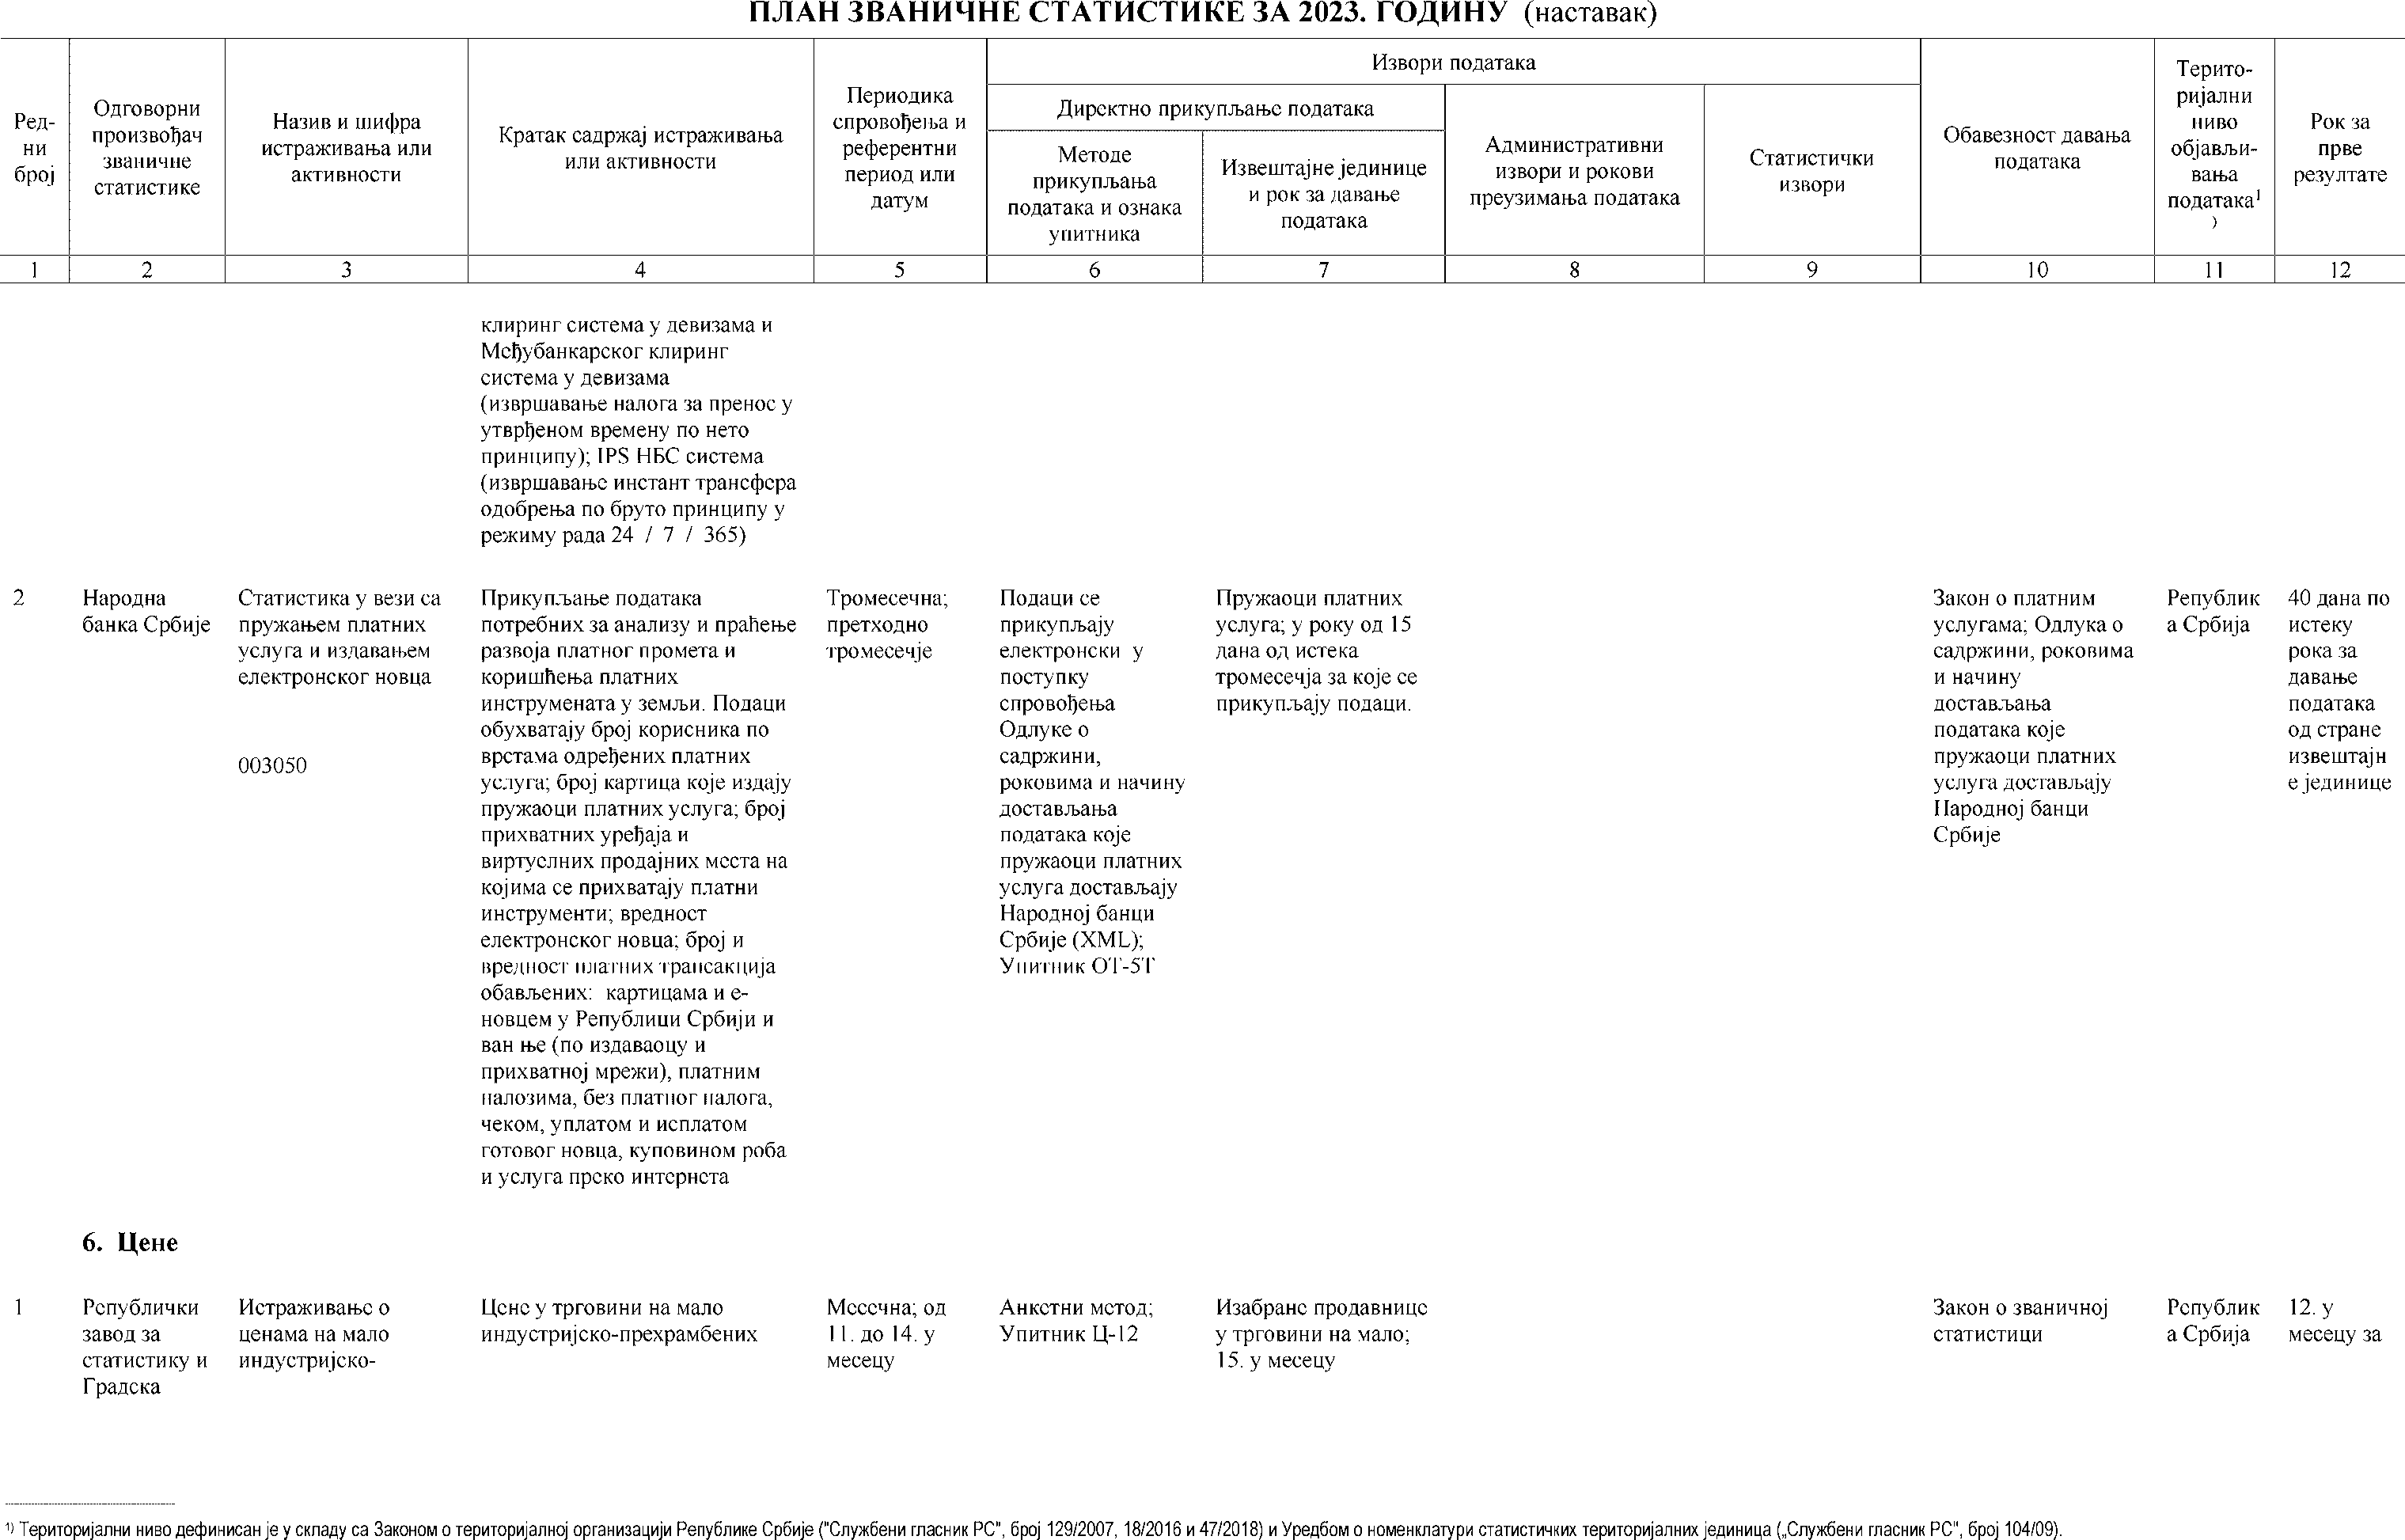 ПЛАН ЗВАНИЧНЕ СТАТИСТИКЕ ЗА 2023. ГОДИНУ (наставак)
Ред-
ни
број
Одговорни
произвођач
званичне
статистике
Назив и шифра
истраживања или
активности
Кратак садржај истраживања
или активности
Периодика
спровођења и
референтни
период или
датум
Извори података
Директно прикупљање података
Методе
прикупљања
података и ознака
упитника
Извештајне јединице
и рок за давање
података
Административни
извори и рокови
преузимања података
Статистички
извори
Обавезност давања
података
Терито-
ријални
ниво
објављи-
вања
података¹
)
Рок за
прве
резултате
1 2 3 4 5 6 7 8 9 10 11 12
клиринг система у девизама и
Међубанкарског клиринг
система у девизама
(извршавање налога за пренос у
утврђеном времену по нето
принципу); IPS НБС система
(извршавање инстант трансфера
одобрења по бруто принципу у
режиму рада 24 / 7 / 365)
2
Народна
банка Србије
Статистика у вези са
пружањем платних
услуга и издавањем
електронског новца
003050
Прикупљање података
потребних за анализу и праћење
развоја платног промета и
коришћења платних
инструмената у земљи. Подаци
обухватају број корисника по
врстама одређених платних
услуга; број картица које издају
пружаоци платних услуга; број
прихватних уређаја и
виртуелних продајних места на
којима се прихватају платни
инструменти; вредност
електронског новца; број и
вредност платних трансакција
обављених: картицама и е-
новцем у Републици Србији и
ван ње (по издаваоцу и
прихватној мрежи), платним
налозима, без платног налога,
чеком, уплатом и исплатом
готовог новца, куповином роба
и услуга преко интернета
Тромесечна;
претходно
тромесечје
Подаци се
прикупљају
електронски у
поступку
спровођења
Одлуке о
садржини,
роковима и начину
достављања
података које
пружаоци платних
услуга достављају
Народној банци
Србије (XML);
Упитник ОТ-5Т
Пружаоци платних
услуга; у року од 15
дана од истека
тромесечја за које се
прикупљају подаци.
Закон о платним
услугама; Одлука о
садржини, роковима
и начину
достављања
података које
пружаоци платних
услуга достављају
Народној банци
Србије
Републик
а Србија
40 дана по
истеку
рока за
давање
података
од стране
извештајн
е јединице
6. Цене
1
Републички
завод за
статистику и
Градска
Истраживање о
ценама на мало
индустријско-
Цене у трговини на мало
индустријско-прехрамбених
Месечна; од
11. до 14. у
месецу
Анкетни метод;
Упитник Ц-12
Изабране продавнице
у трговини на мало;
15. у месецу
Закон о званичној
статистици
Републик
а Србија
12. у
месецу за
¹⁾ Територијални ниво дефинисан је у складу са Законом о територијалној организацији Републике Србије ("Службени гласник РС", број 129/2007, 18/2016 и 47/2018) и Уредбом о номенклатури статистичких територијалних јединица („Службени гласник РС", број 104/09).